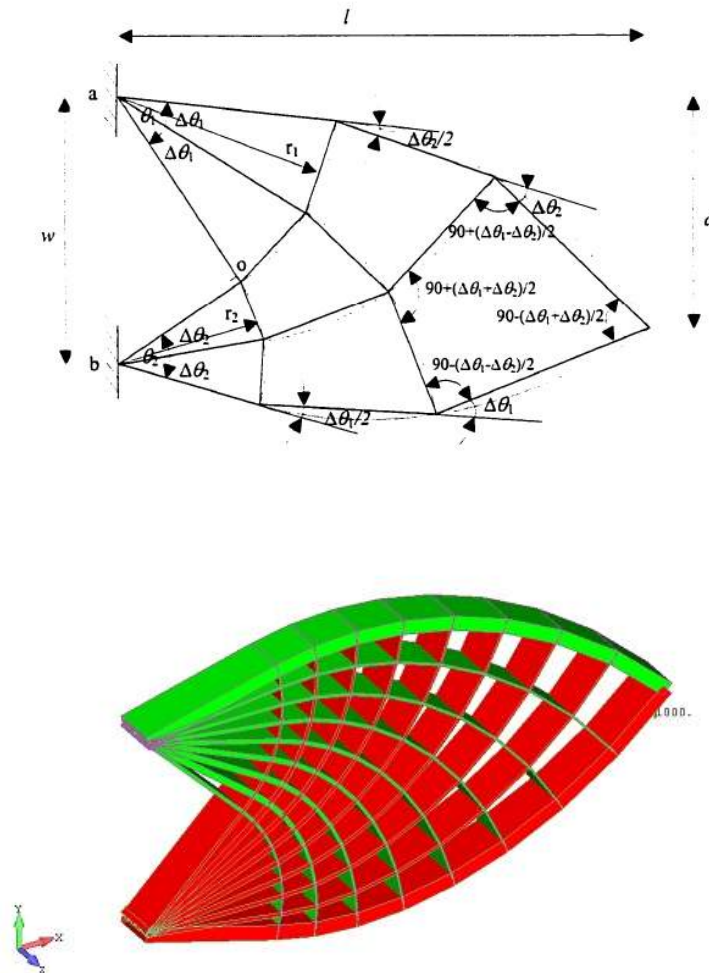 l
a
θ₁
Δθ₁
Δθ₁
r₁
Δθ₂/2
w
Δθ₂
90+(Δθ₁-Δθ₂)/2
o
90+(Δθ₁+Δθ₂)/2
r₂
90-(Δθ₁+Δθ₂)/2
Δθ₂
b
θ₂
Δθ₂
90-(Δθ₁-Δθ₂)/2
Δθ₁
Δθ₁/2
1000.
Y
X
Z